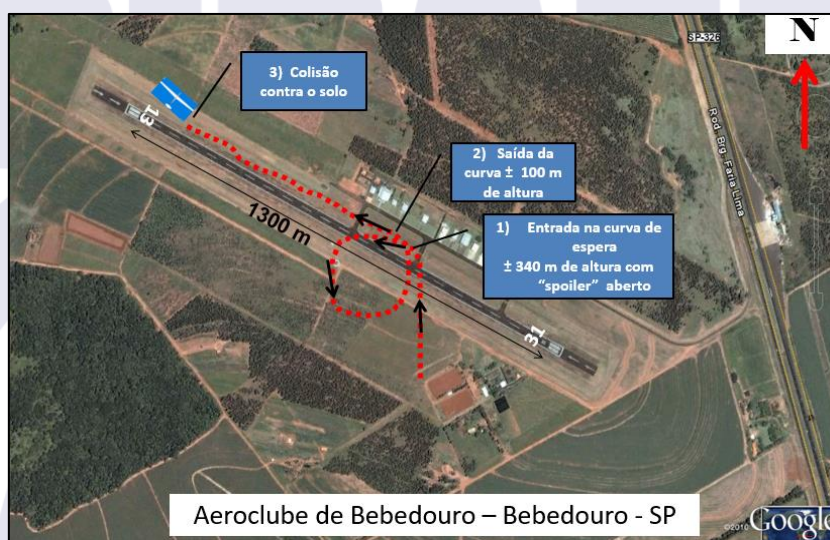 SP-326
N
3) Colisão
contra o solo
13
2) Saída da
curva ± 100 m
de altura
Rod Brg Faria Lima
1300 m
1) Entrada na curva de
espera
± 340 m de altura com
“spoiler” aberto
31
Aeroclube de Bebedouro – Bebedouro - SP
©2010 Google